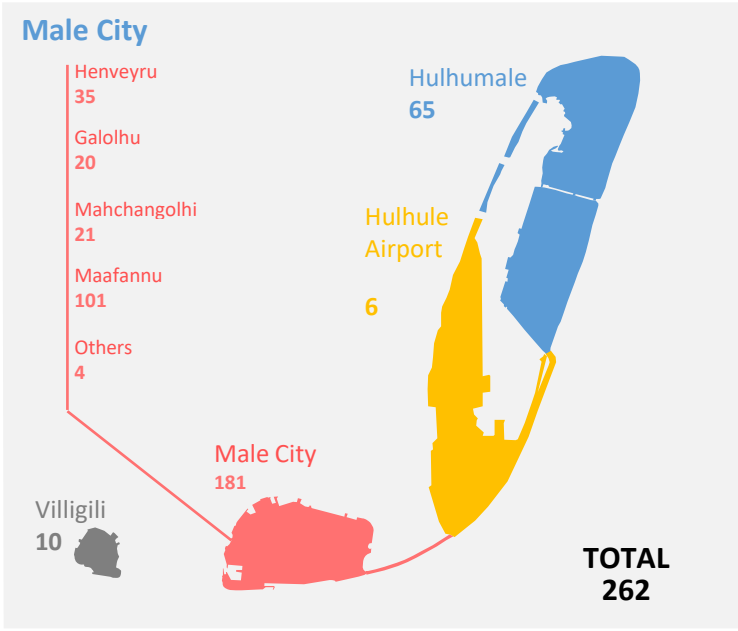 Male City
Henveyru
35
Galolhu
20
Mahchangolhi
21
Maafannu
101
Others
4
Hulhumale
65
Hulhule
Airport
6
Male City
181
Villigili
10
TOTAL
262